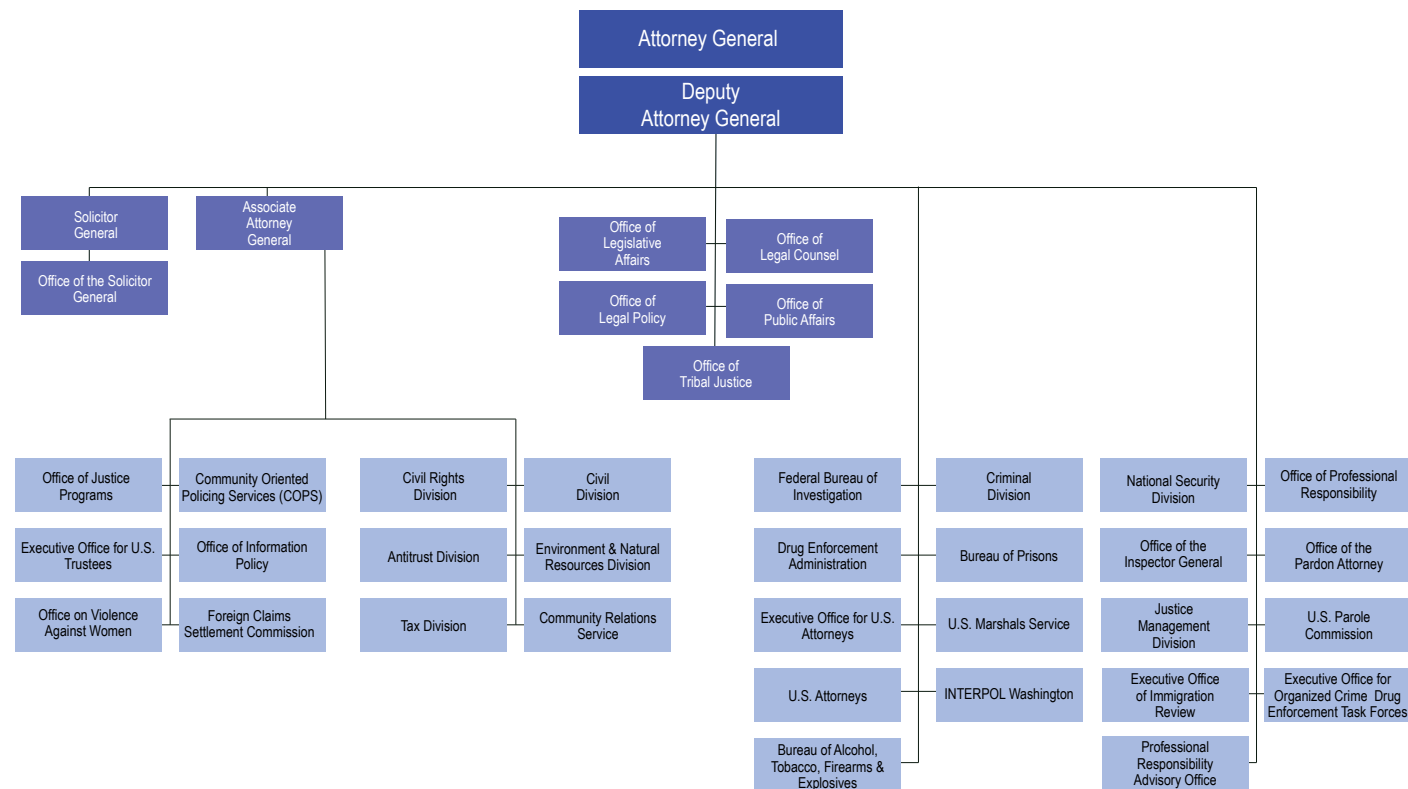 Attorney General
Deputy
Attorney General
Solicitor
General
Associate
Attorney
General
Office of the Solicitor
General
Office of
Legislative
Affairs
Office of
Legal Counsel
Office of
Legal Policy
Office of
Public Affairs
Office of
Tribal Justice
Office of Justice
Programs
Community Oriented
Policing Services (COPS)
Executive Office for U.S.
Trustees
Office of Information
Policy
Office on Violence
Against Women
Foreign Claims
Settlement Commission
Civil Rights
Division
Civil
Division
Antitrust Division
Environment & Natural
Resources Division
Tax Division
Community Relations
Service
Federal Bureau of
Investigation
Criminal
Division
Drug Enforcement
Administration
Bureau of Prisons
Executive Office for U.S.
Attorneys
U.S. Marshals Service
U.S. Attorneys
INTERPOL Washington
Bureau of Alcohol,
Tobacco, Firearms &
Explosives
National Security
Division
Office of Professional
Responsibility
Office of the
Inspector General
Office of the
Pardon Attorney
Justice
Management
Division
U.S. Parole
Commission
Executive Office
of Immigration
Review
Executive Office for
Organized Crime Drug
Enforcement Task Forces
Professional
Responsibility
Advisory Office